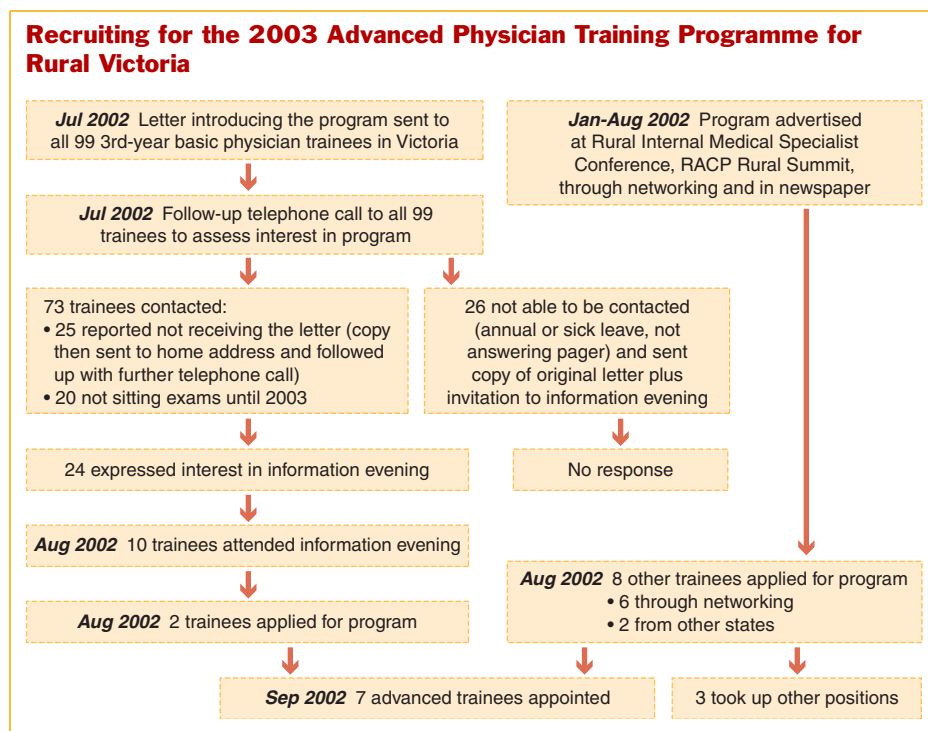 Recruiting for the 2003 Advanced Physician Training Programme for
Rural Victoria
Jul 2002 Letter introducing the program sent to
all 99 3rd-year basic physician trainees in Victoria
Jul 2002 Follow-up telephone call to all 99
trainees to assess interest in program
73 trainees contacted:
• 25 reported not receiving the letter (copy
then sent to home address and followed
up with further telephone call)
• 20 not sitting exams until 2003
26 not able to be contacted
(annual or sick leave, not
answering pager) and sent
copy of original letter plus
invitation to information evening
24 expressed interest in information evening
No response
Aug 2002 10 trainees attended information evening
Aug 2002 2 trainees applied for program
Jan-Aug 2002 Program advertised
at Rural Internal Medical Specialist
Conference, RACP Rural Summit,
through networking and in newspaper
Aug 2002 8 other trainees applied for program
• 6 through networking
• 2 from other states
Sep 2002 7 advanced trainees appointed
3 took up other positions